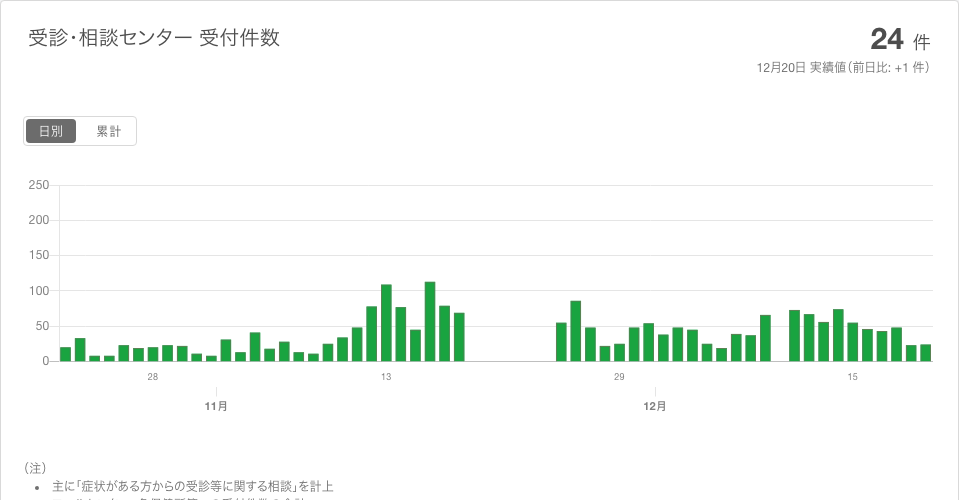 受診・相談センター 受付件数
24 件
12月20日 実績値（前日比: +1 件）
日別 累計
250
200
150
100
50
0
28 13 29 15
11月 12月
（注）
• 主に「症状がある方からの受診等に関する相談」を計上